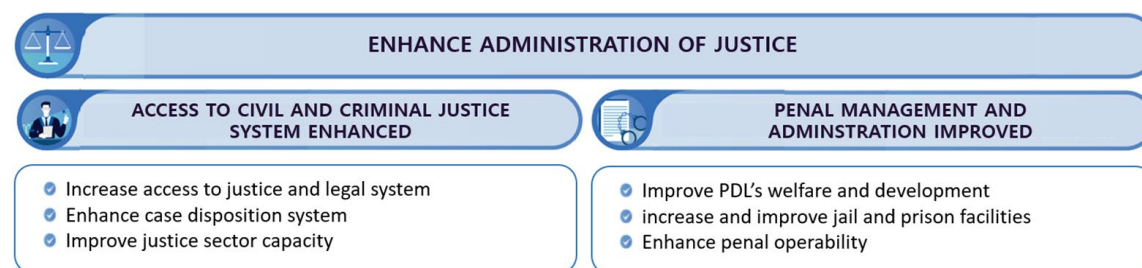 ENHANCE ADMINISTRATION OF JUSTICE
ACCESS TO CIVIL AND CRIMINAL JUSTICE
SYSTEM ENHANCED
Increase access to justice and legal system
Enhance case disposition system
Improve justice sector capacity
PENAL MANAGEMENT AND
ADMINSTRATION IMPROVED
Improve PDL’s welfare and development
increase and improve jail and prison facilities
Enhance penal operability